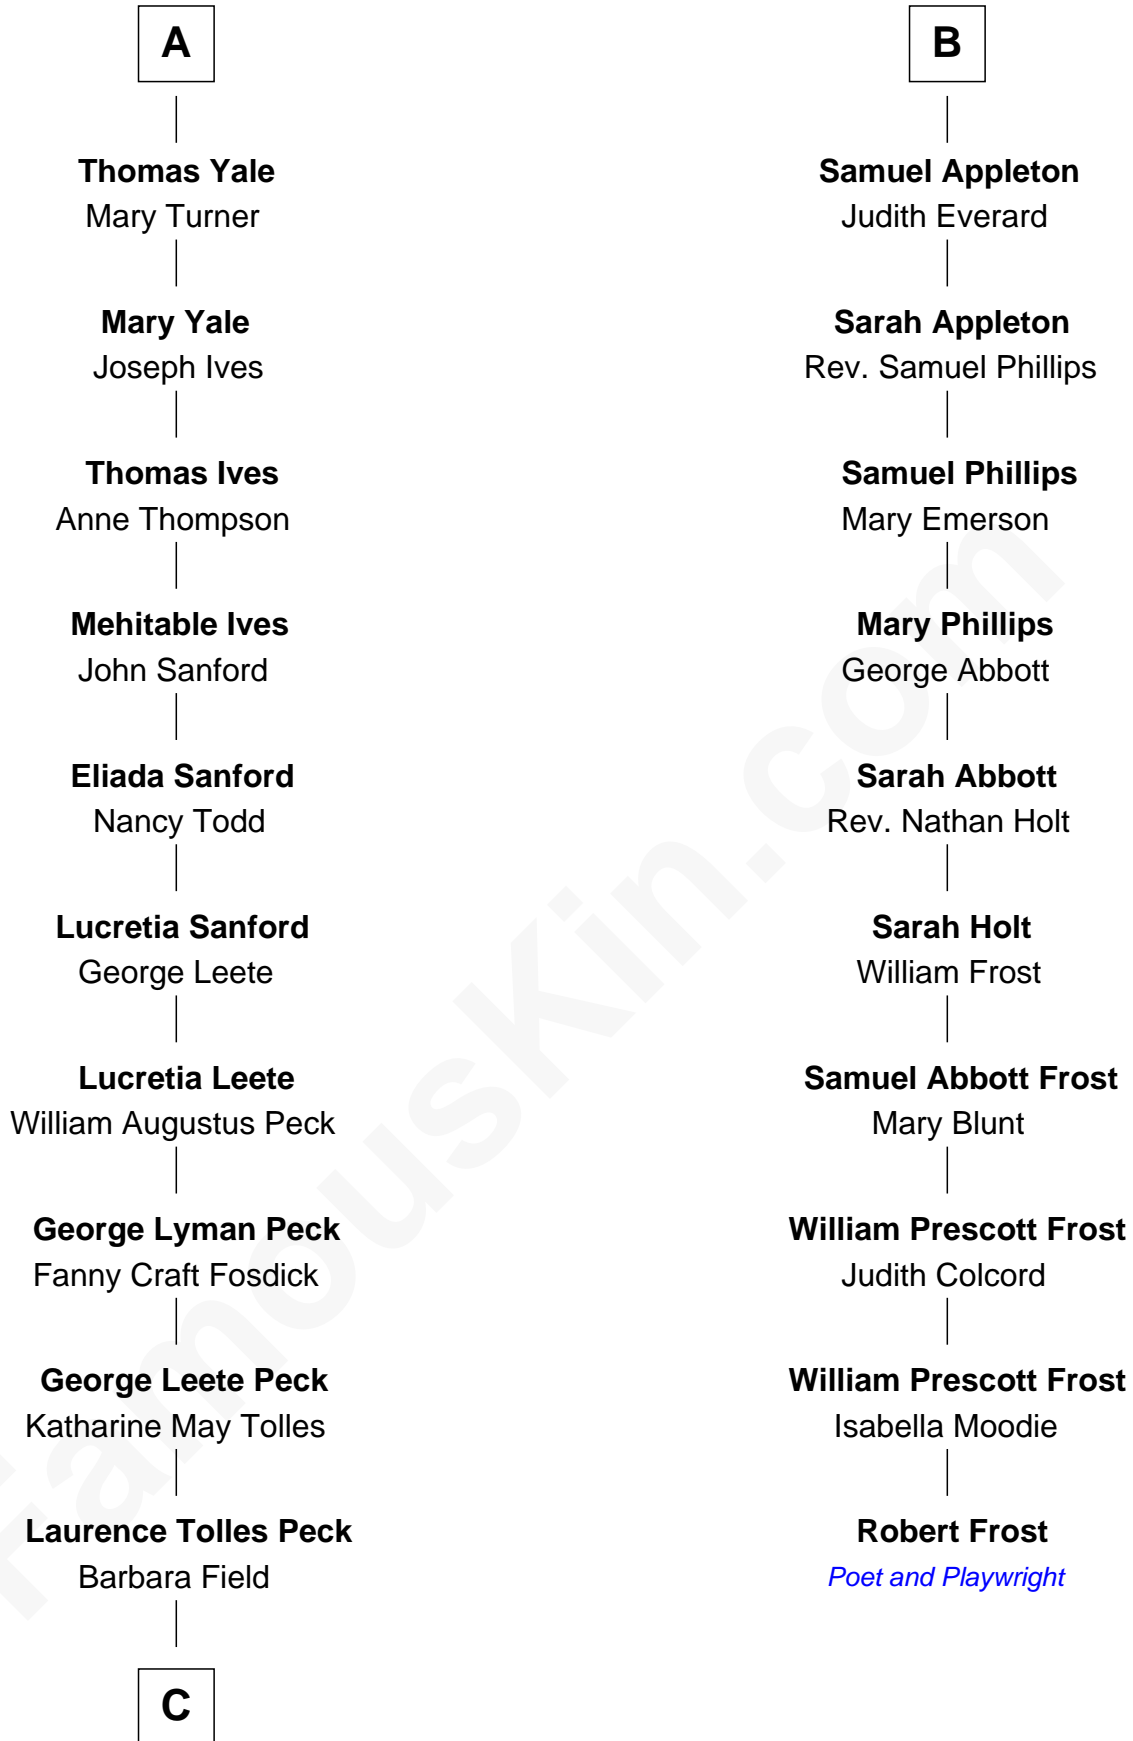 A
Thomas Yale
Mary Turner
Mary Yale
Joseph Ives
Thomas Ives
Anne Thompson
Mehitable Ives
John Sanford
Eliada Sanford
Nancy Todd
Lucretia Sanford
George Leete
Lucretia Leete
William Augustus Peck
George Lyman Peck
Fanny Craft Fosdick
George Leete Peck
Katharine May Tolles
Laurence Tolles Peck
Barbara Field
C
B
Samuel Appleton
Judith Everard
Sarah Appleton
Rev. Samuel Phillips
Samuel Phillips
Mary Emerson
Mary Phillips
George Abbott
Sarah Abbott
Rev. Nathan Holt
Sarah Holt
William Frost
Samuel Abbott Frost
Mary Blunt
William Prescott Frost
Judith Colcord
William Prescott Frost
Isabella Moodie
Robert Frost
Poet and Playwright
FamousKin.com